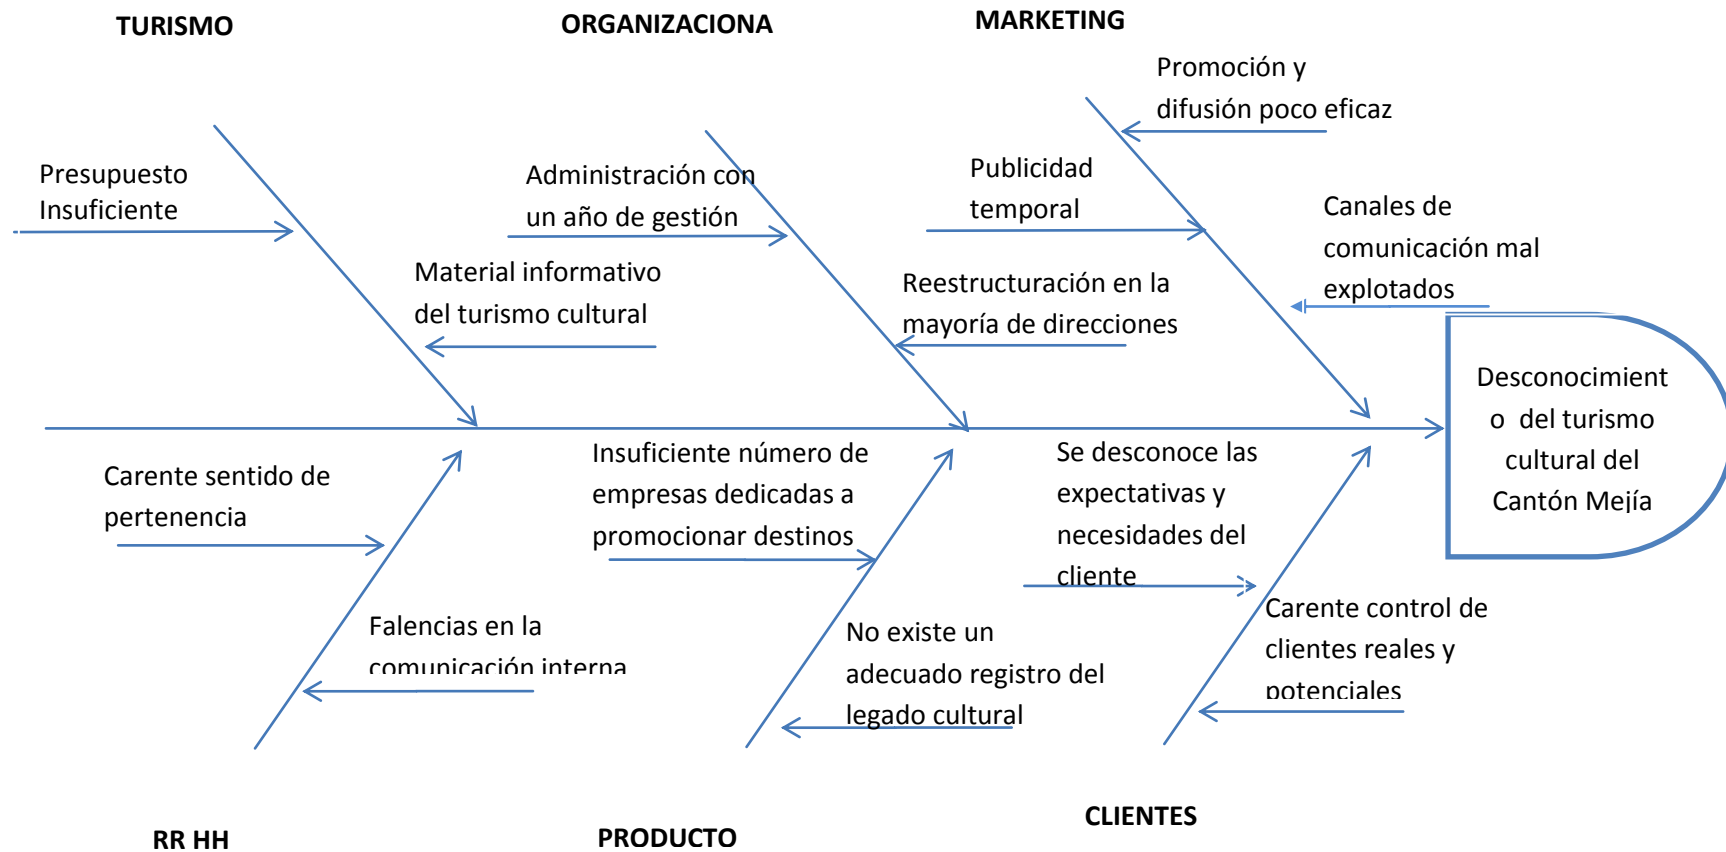 TURISMO
ORGANIZACIONA
MARKETING
Promoción y
difusión poco eficaz
Presupuesto
Insuficiente
Administración con
un año de gestión
Publicidad
temporal
Canales de
comunicación mal
explotados
Material informativo
del turismo cultural
Reestructuración en la
mayoría de direcciones
Desconocimient
o del turismo
cultural del
Cantón Mejía
Carente sentido de
pertenencia
Insuficiente número de
empresas dedicadas a
promocionar destinos
Se desconoce las
expectativas y
necesidades del
cliente
Falencias en la
comunicación interna
No existe un
adecuado registro del
legado cultural
Carente control de
clientes reales y
potenciales
RR HH
PRODUCTO
CLIENTES